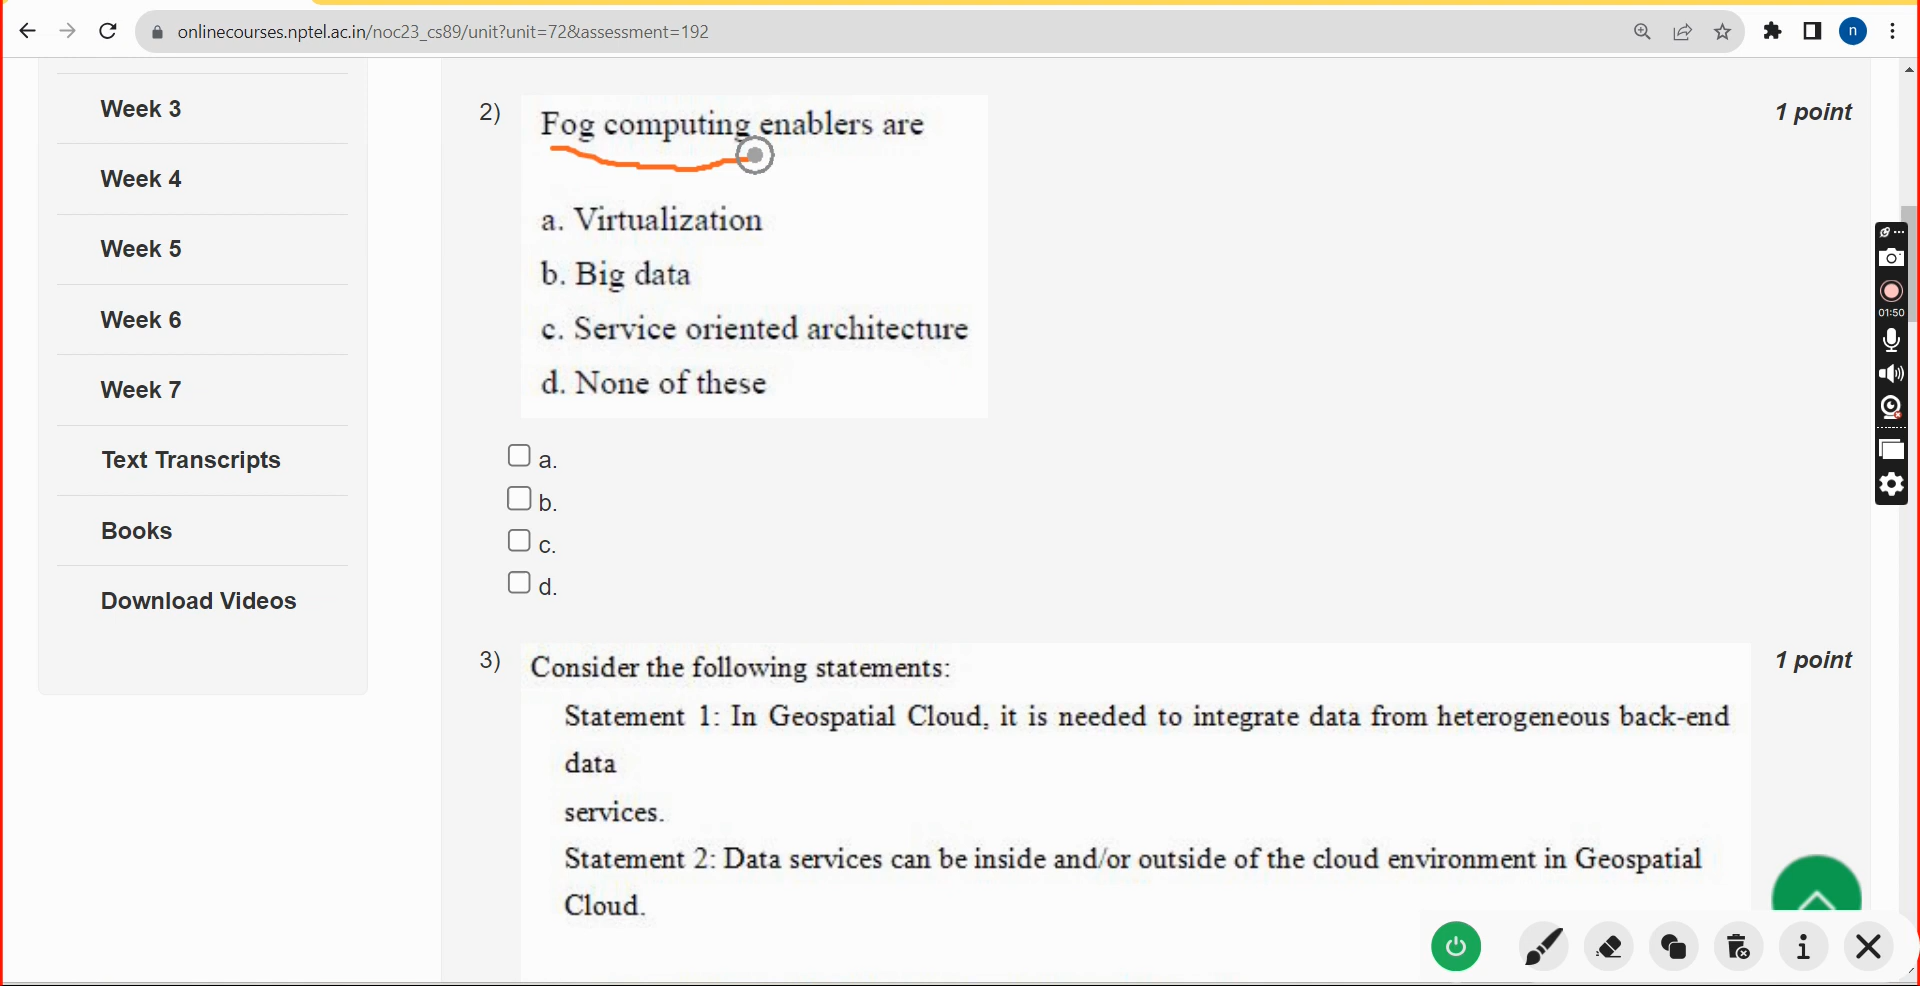 onlinecourses.nptel.ac.in/noc23_cs89/unit?unit=72&assessment=192
n
Week 3
Week 4
Week 5
Week 6
Week 7
Text Transcripts
Books
Download Videos
2)
Fog computing enablers are
1 point
a. Virtualization
b. Big data
c. Service oriented architecture
d. None of these
a.
b.
c.
d.
3)
Consider the following statements:
1 point
Statement 1: In Geospatial Cloud, it is needed to integrate data from heterogeneous back-end
data
services.
Statement 2: Data services can be inside and/or outside of the cloud environment in Geospatial
Cloud.
01:50